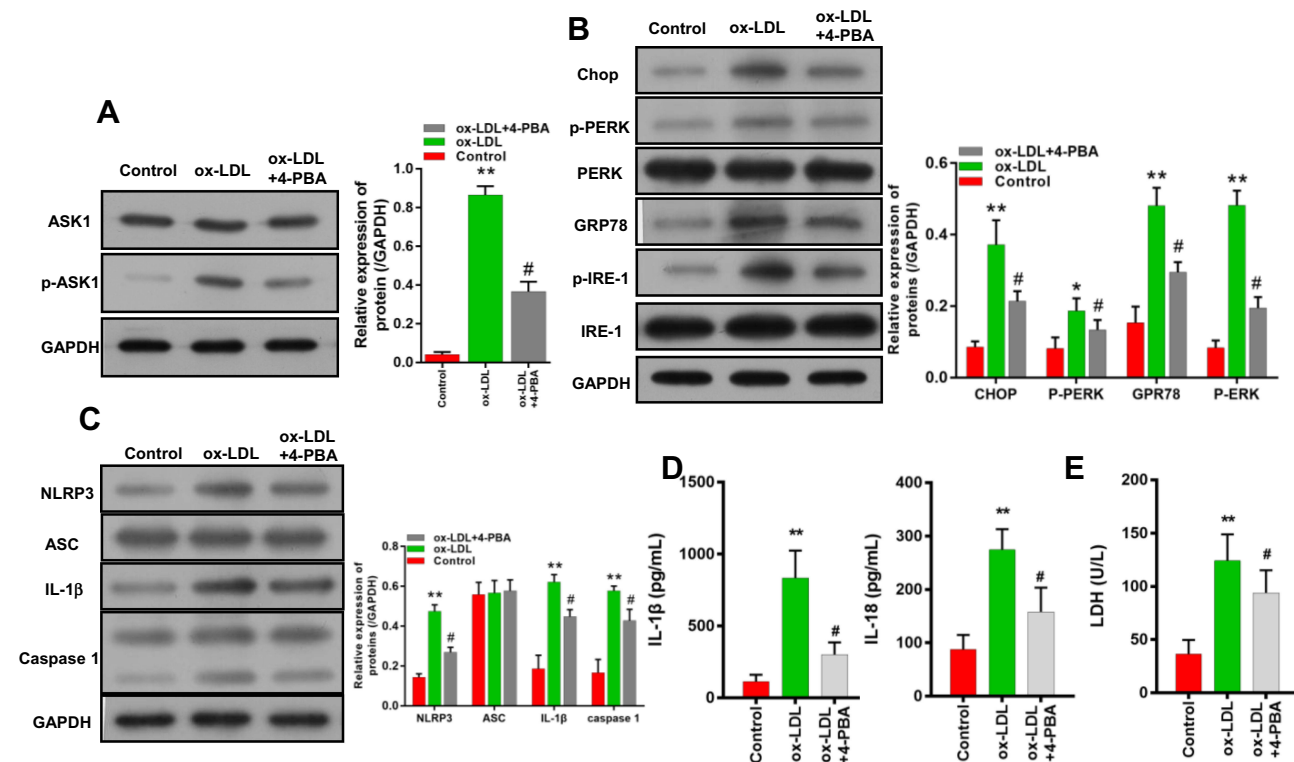 A
Control
ox-LDL
ox-LDL
+4-PBA
ASK1
p-ASK1
GAPDH
ox-LDL+4-PBA
ox-LDL
Control
Relative expression of
protein (/GAPDH)
1.0
0.8
0.6
0.4
0.2
0.0
**
#
Control
ox-LDL
ox-LDL
+4-PBA
B
Control
ox-LDL
ox-LDL
+4-PBA
Chop
p-PERK
PERK
GRP78
p-IRE-1
IRE-1
GAPDH
ox-LDL+4-PBA
ox-LDL
Control
Relative expression of
proteins (/GAPDH)
0.6
0.4
0.2
0.0
**
#
*
#
**
#
**
#
CHOP
P-PERK
GPR78
P-ERK
C
Control
ox-LDL
ox-LDL
+4-PBA
NLRP3
ASC
IL-1β
Caspase 1
GAPDH
ox-LDL+4-PBA
ox-LDL
Control
Relative expression of
proteins (/GAPDH)
0.8
0.6
0.4
0.2
0.0
**
#
**
#
**
#
NLRP3
ASC
IL-1β
caspase 1
D
IL-1β (pg/mL)
1500
1000
500
0
**
#
Control
ox-LDL
ox-LDL
+4-PBA
IL-18 (pg/mL)
400
300
200
100
0
**
#
Control
ox-LDL
ox-LDL
+4-PBA
E
LDH (U/L)
200
150
100
50
0
**
#
Control
ox-LDL
ox-LDL
+4-PBA